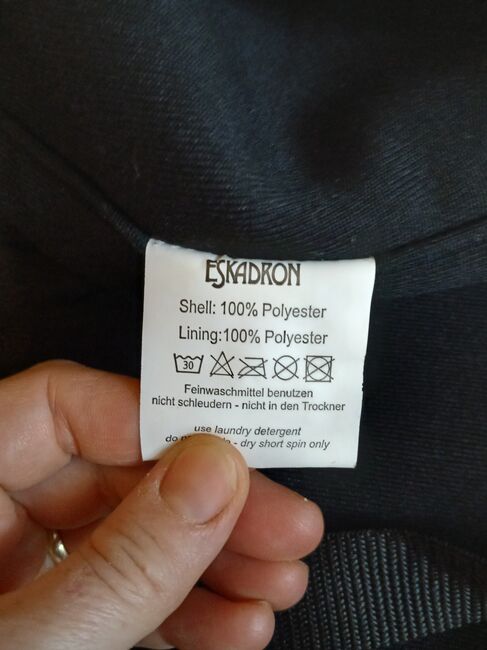 ESKADRON
Shell: 100% Polyester
Lining:100% Polyester
30
Feinwaschmittel benutzen
nicht schleudern - nicht in den Trockner
use laundry detergent
do - dry short spin only